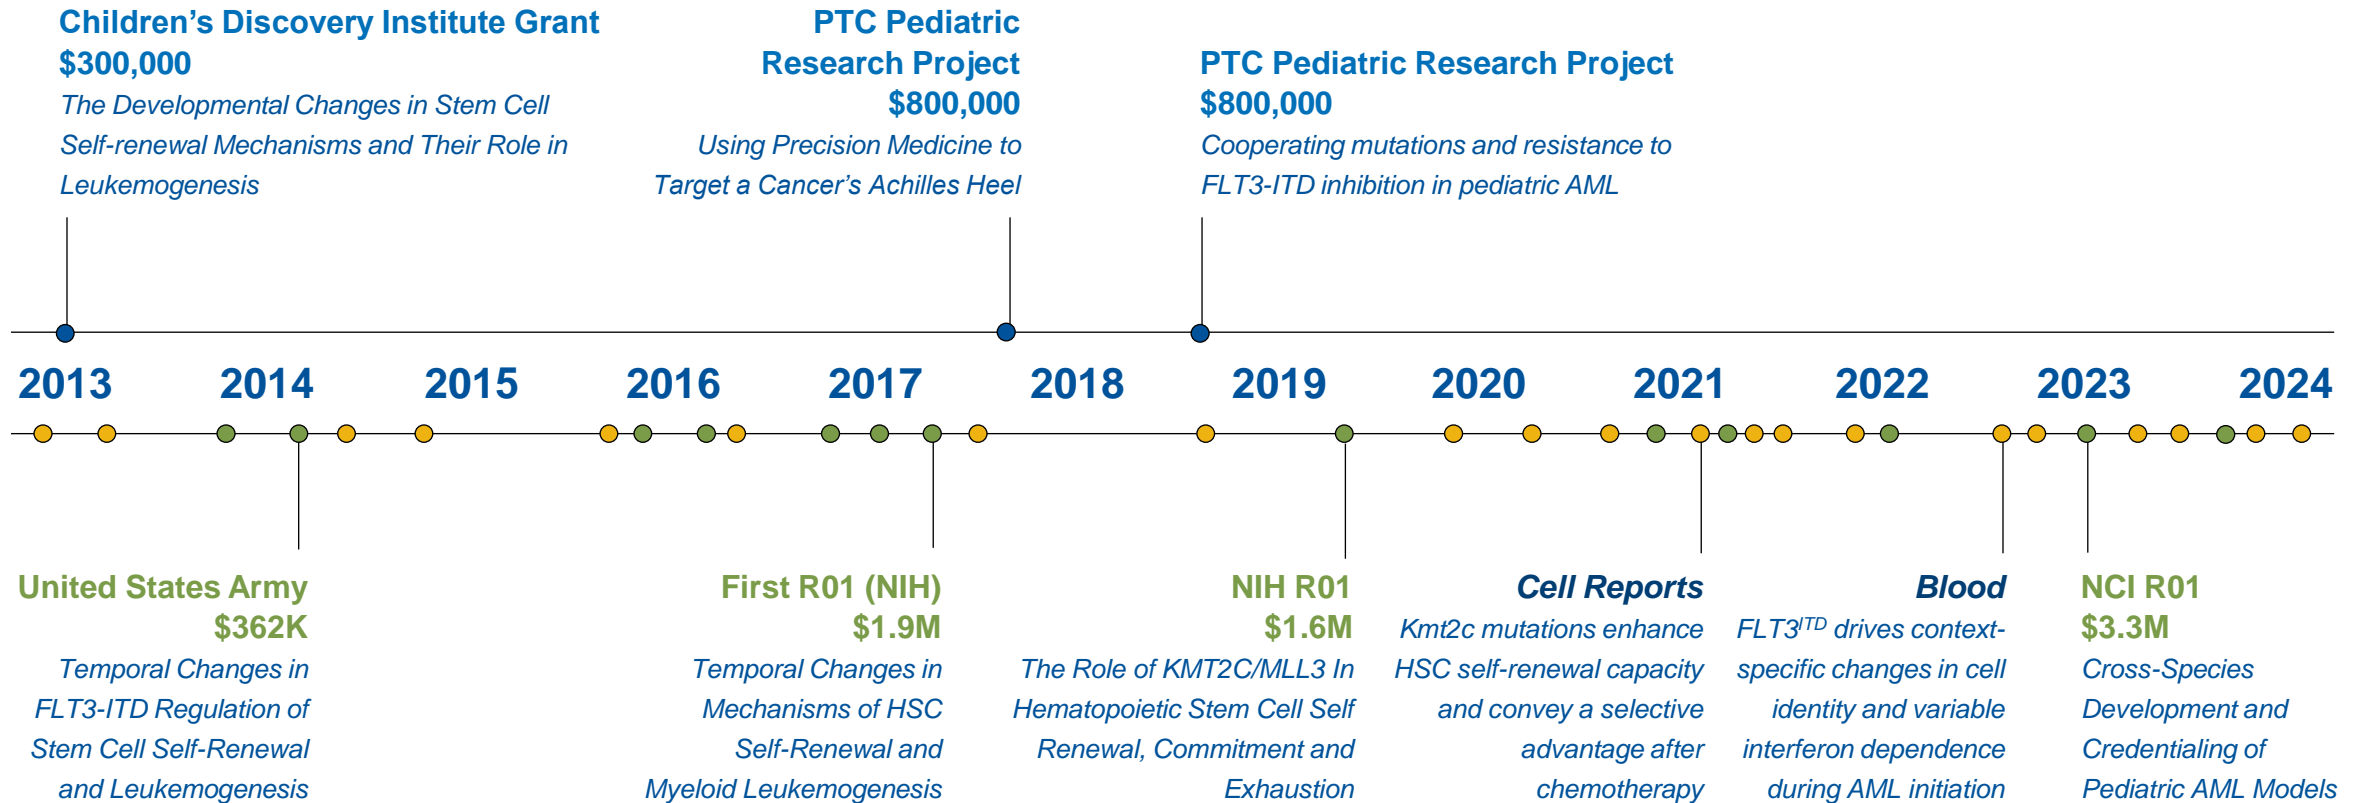 Children’s Discovery Institute Grant
$300,000
The Developmental Changes in Stem Cell
Self-renewal Mechanisms and Their Role in
Leukemogenesis
PTC Pediatric
Research Project
$800,000
Using Precision Medicine to
Target a Cancer’s Achilles Heel
PTC Pediatric Research Project
$800,000
Cooperating mutations and resistance to
FLT3-ITD inhibition in pediatric AML
2013 2014 2015 2016 2017 2018 2019 2020 2021 2022 2023 2024
United States Army
$362K
Temporal Changes in
FLT3-ITD Regulation of
Stem Cell Self-Renewal
and Leukemogenesis
First R01 (NIH)
$1.9M
Temporal Changes in
Mechanisms of HSC
Self-Renewal and
Myeloid Leukemogenesis
NIH R01
$1.6M
The Role of KMT2C/MLL3 In
Hematopoietic Stem Cell Self
Renewal, Commitment and
Exhaustion
Cell Reports
Kmt2c mutations enhance
HSC self-renewal capacity
and convey a selective
advantage after
chemotherapy
Blood
FLT3ITD drives context-
specific changes in cell
identity and variable
interferon dependence
during AML initiation
NCI R01
$3.3M
Cross-Species
Development and
Credentialing of
Pediatric AML Models